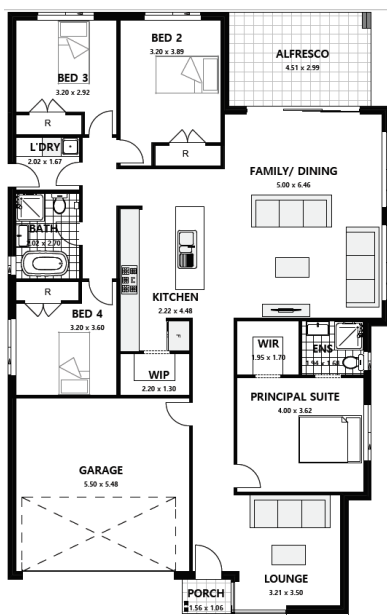 BED 2
3.20 x 3.89
ALFRESCO
4.51 x 2.99
BED 3
3.20 x 2.92
R
R
L'DRY
2.02 x 1.67
FAMILY/ DINING
5.00 x 6.46
BATH
2.02 x 2.70
R
KITCHEN
2.22 x 4.48
BED 4
3.20 x 3.60
F
WIR
1.95 x 1.70
ENS
1.94 x 1.68
WIP
2.20 x 1.30
PRINCIPAL SUITE
4.00 x 3.62
GARAGE
5.50 x 5.48
LOUNGE
3.21 x 3.50
PORCH
1.56 x 1.06